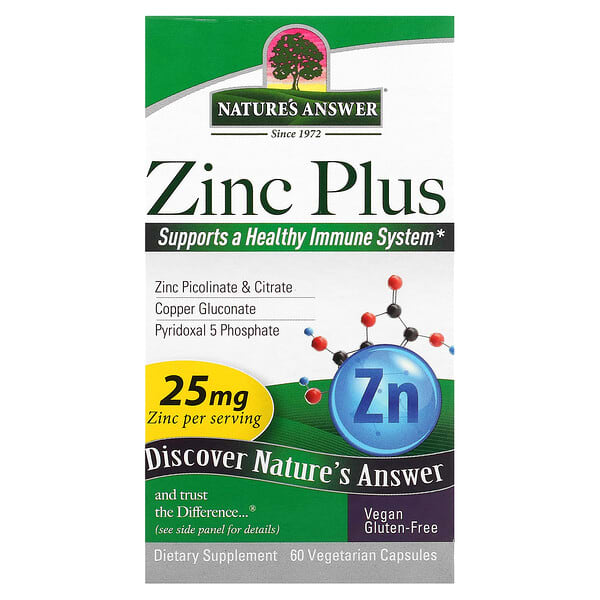 NATURE'S ANSWER®
Since 1972
Zinc Plus
Supports a Healthy Immune System*
Zinc Picolinate & Citrate
Copper Gluconate
Pyridoxal 5 Phosphate
25mg
Zinc per serving
Zn
Discover Nature's Answer
and trust
the Difference...®
(see side panel for details)
Vegan
Gluten-Free
Dietary Supplement 60 Vegetarian Capsules